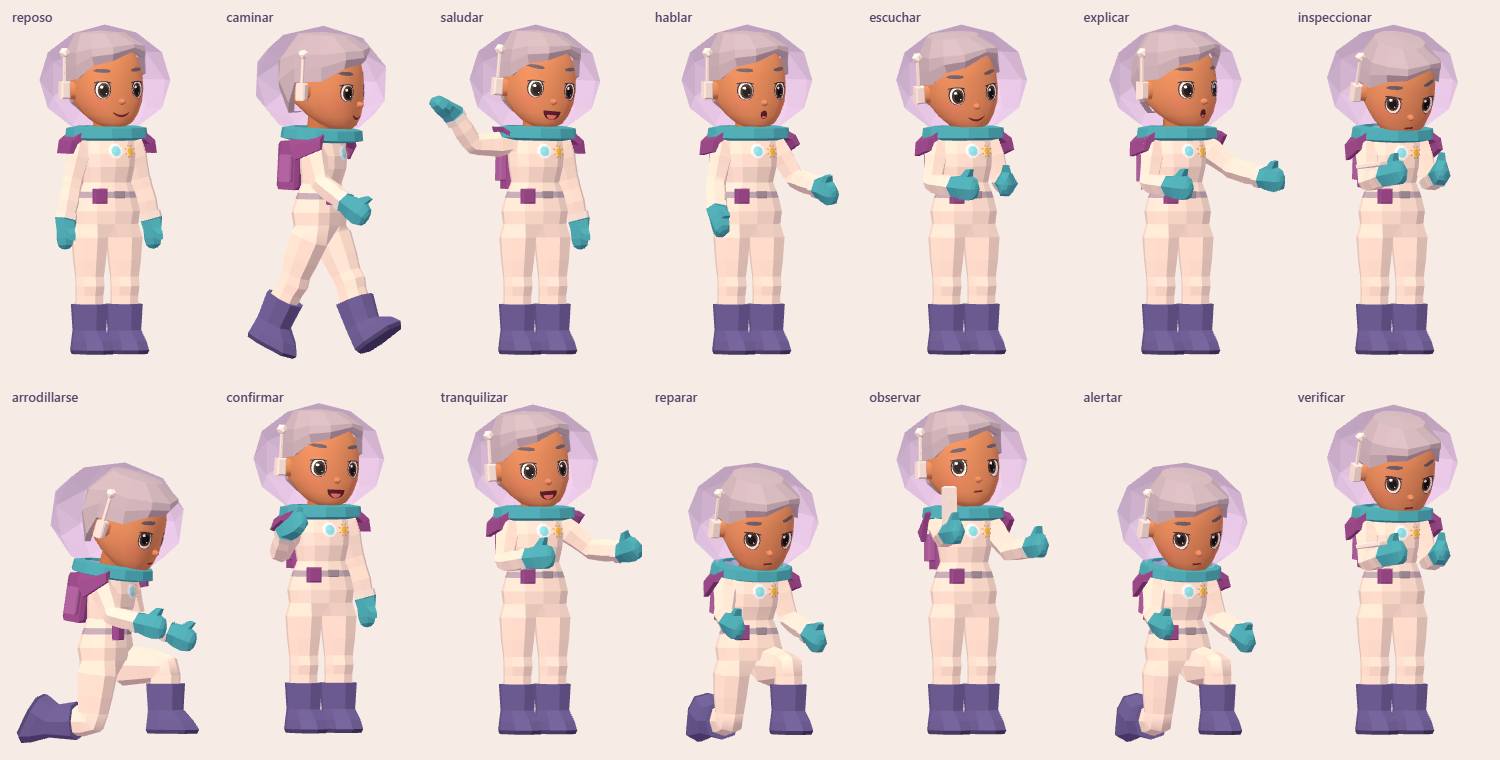 reposo
caminar
saludar
hablar
escuchar
explicar
inspeccionar
arrodillarse
confirmar
tranquilizar
reparar
observar
alertar
verificar